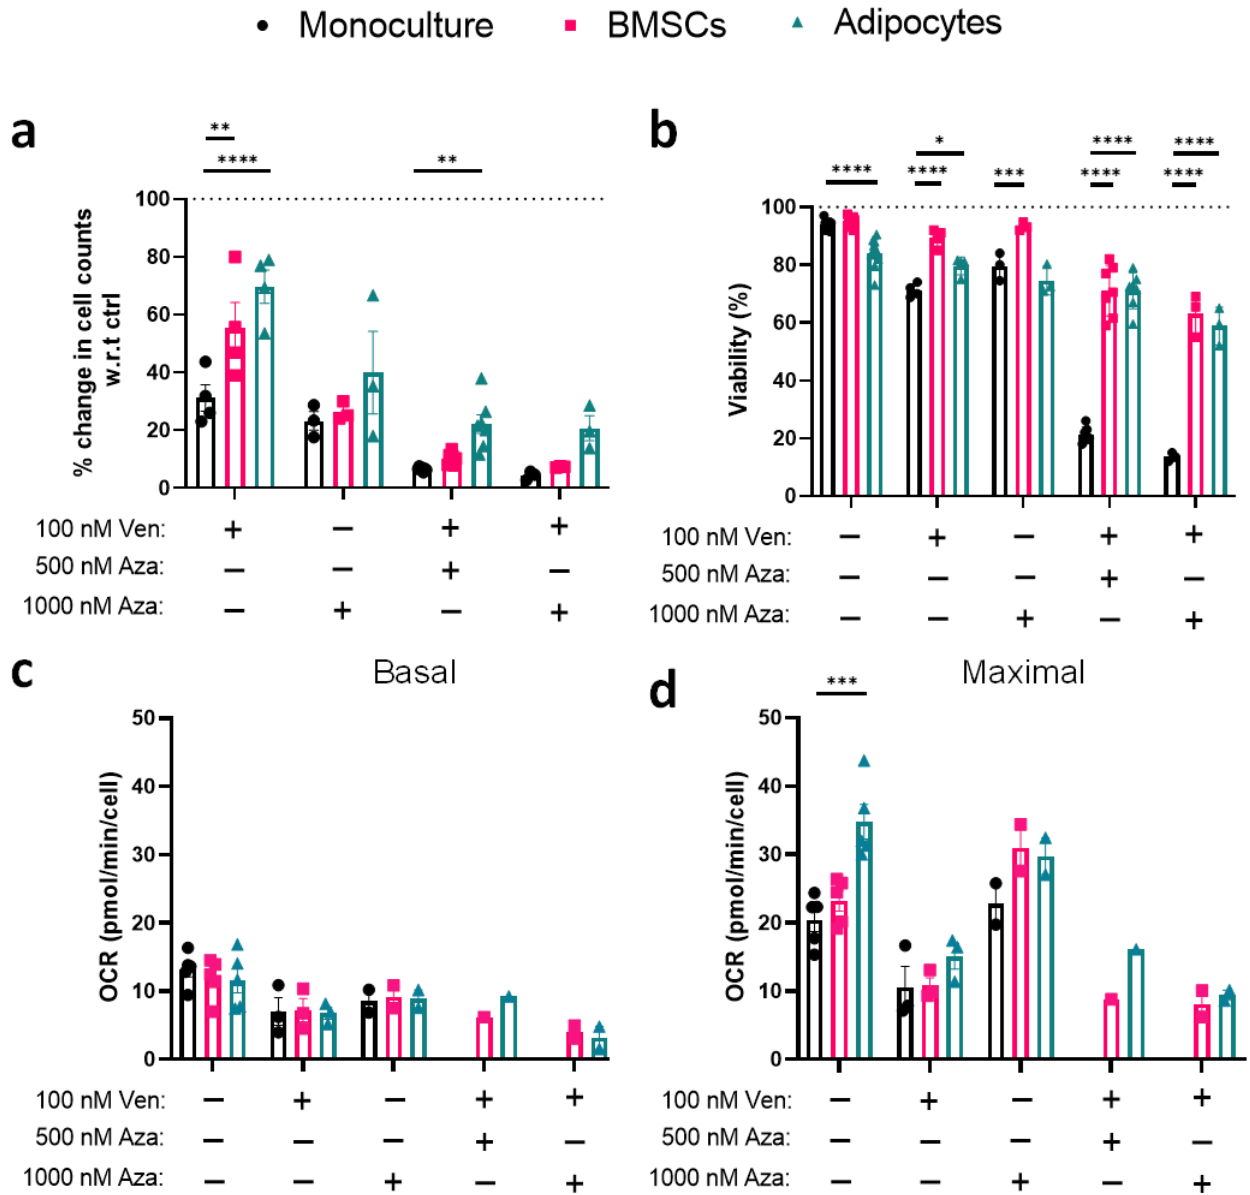 Monoculture BMSCs Adipocytes
a
** 
**** **
% change in cell counts
w.r.t ctrl
100
80
60
40
20
0
100 nM Ven: + − + +
500 nM Aza: − − + −
1000 nM Aza: − + − +
b
* **** ****
**** **** *** **** ****
Viability (%)
100
80
60
40
20
0
100 nM Ven: − + − + +
500 nM Aza: − − − + −
1000 nM Aza: − − + − +
c
Basal
OCR (pmol/min/cell)
50
40
30
20
10
0
100 nM Ven: − + − + +
500 nM Aza: − − − + −
1000 nM Aza: − − + − +
d
Maximal
***
OCR (pmol/min/cell)
50
40
30
20
10
0
100 nM Ven: − + − + +
500 nM Aza: − − − + −
1000 nM Aza: − − + − +